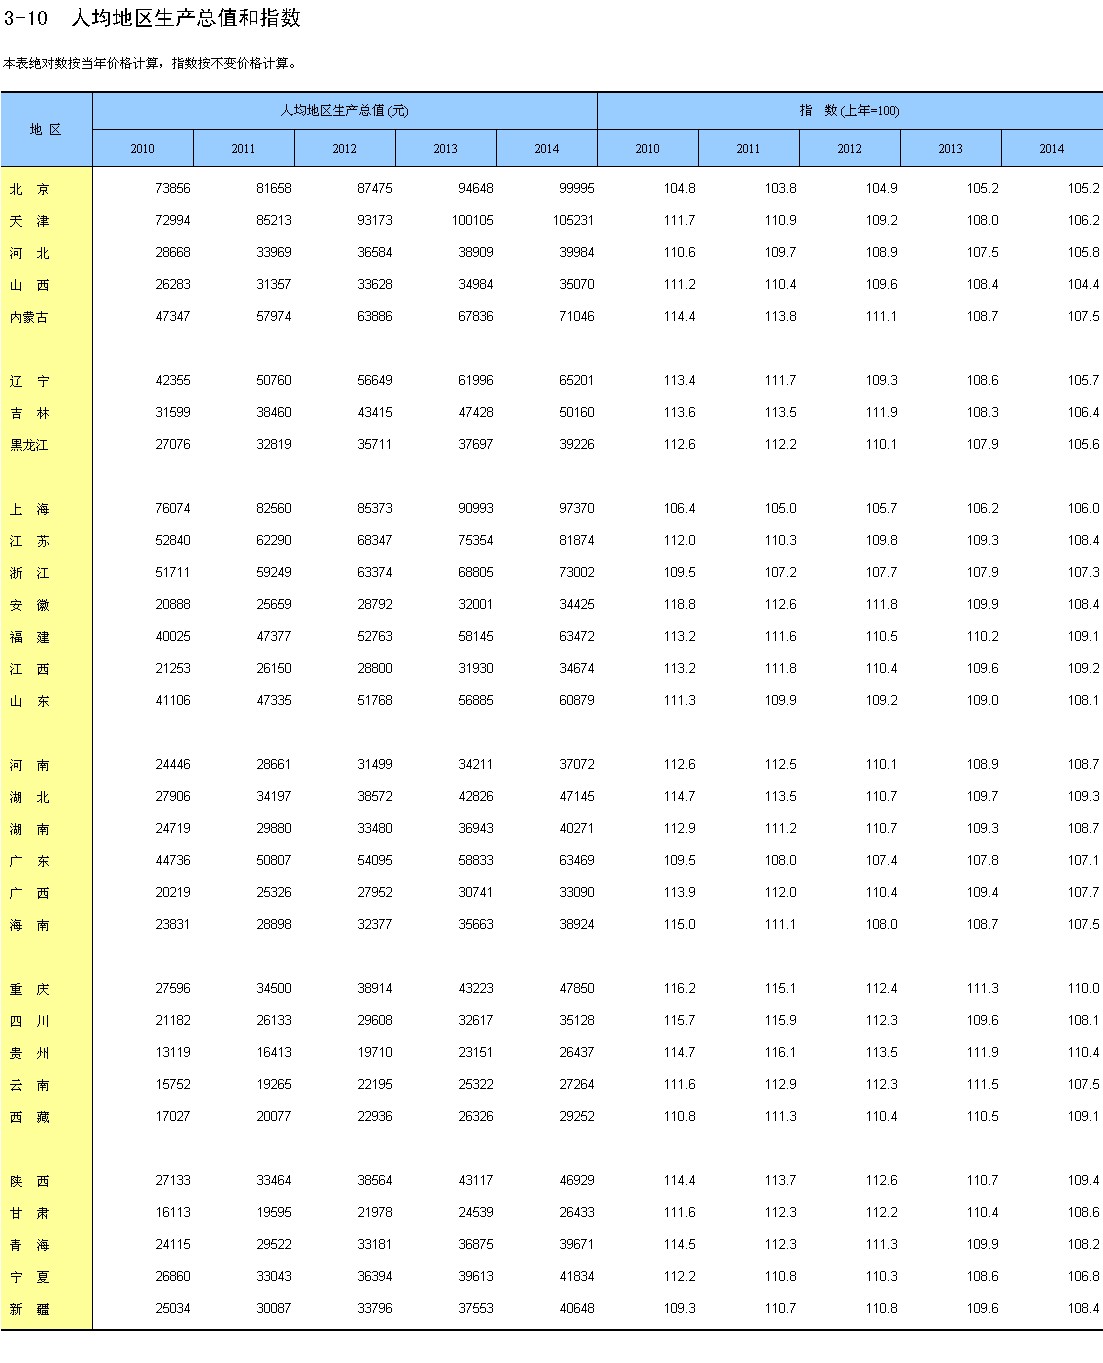 3-10 人均地区生产总值和指数
本表绝对数按当年价格计算，指数按不变价格计算。
地 区 人均地区生产总值(元) 指 数(上年=100)
2010 2011 2012 2013 2014 2010 2011 2012 2013 2014
北 京 73856 81658 87475 94648 99995 104.8 103.8 104.9 105.2 105.2
天 津 72994 85213 93173 100105 105231 111.7 110.9 109.2 108.0 106.2
河 北 28668 33969 36584 38909 39984 110.6 109.7 108.9 107.5 105.8
山 西 26283 31357 33628 34984 35070 111.2 110.4 109.6 108.4 104.4
内蒙古 47347 57974 63886 67836 71046 114.4 113.8 111.1 108.7 107.5
辽 宁 42355 50760 56649 61996 65201 113.4 111.7 109.3 108.6 105.7
吉 林 31599 38460 43415 47428 50160 113.6 113.5 111.9 108.3 106.4
黑龙江 27076 32819 35711 37697 39226 112.6 112.2 110.1 107.9 105.6
上 海 76074 82560 85373 90993 97370 106.4 105.0 105.7 106.2 106.0
江 苏 52840 62290 68347 75354 81874 112.0 110.3 109.8 109.3 108.4
浙 江 51711 59249 63374 68805 73002 109.5 107.2 107.7 107.9 107.3
安 徽 20888 25659 28792 32001 34425 118.8 112.6 111.8 109.9 108.4
福 建 40025 47377 52763 58145 63472 113.2 111.6 110.5 110.2 109.1
江 西 21253 26150 28800 31930 34674 113.2 111.8 110.4 109.6 109.2
山 东 41106 47335 51768 56885 60879 111.3 109.9 109.2 109.0 108.1
河 南 24446 28661 31499 34211 37072 112.6 112.5 110.1 108.9 108.7
湖 北 27906 34197 38572 42826 47145 114.7 113.5 110.7 109.7 109.3
湖 南 24719 29880 33480 36943 40271 112.9 111.2 110.7 109.3 108.7
广 东 44736 50807 54095 58833 63469 109.5 108.0 107.4 107.8 107.1
广 西 20219 25326 27952 30741 33090 113.9 112.0 110.4 109.4 107.7
海 南 23831 28898 32377 35663 38924 115.0 111.1 108.0 108.7 107.5
重 庆 27596 34500 38914 43223 47850 116.2 115.1 112.4 111.3 110.0
四 川 21182 26133 29608 32617 35128 115.7 115.9 112.3 109.6 108.1
贵 州 13119 16413 19710 23151 26437 114.7 116.1 113.5 111.9 110.4
云 南 15752 19265 22195 25322 27264 111.6 112.9 112.3 111.5 107.5
西 藏 17027 20077 22936 26326 29252 110.8 111.3 110.4 110.5 109.1
陕 西 27133 33464 38564 43117 46929 114.4 113.7 112.6 110.7 109.4
甘 肃 16113 19595 21978 24539 26433 111.6 112.3 112.2 110.4 108.6
青 海 24115 29522 33181 36875 39671 114.5 112.3 111.3 109.9 108.2
宁 夏 26860 33043 36394 39613 41834 112.2 110.8 110.3 108.6 106.8
新 疆 25034 30087 33796 37553 40648 109.3 110.7 110.8 109.6 108.4